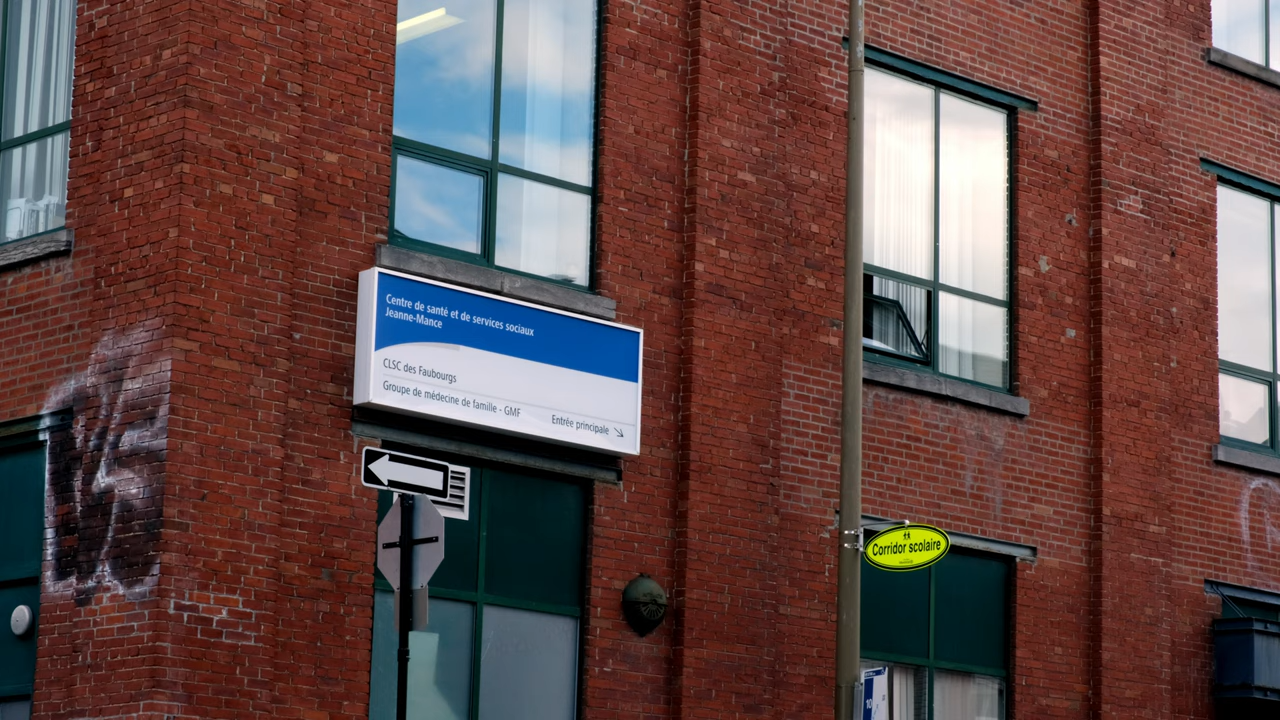 Centre de santé et de services sociaux
Jeanne-Mance
CLSC des Faubourgs
Groupe de médecine de famille - GMF
Entrée principale
Corridor scolaire
10